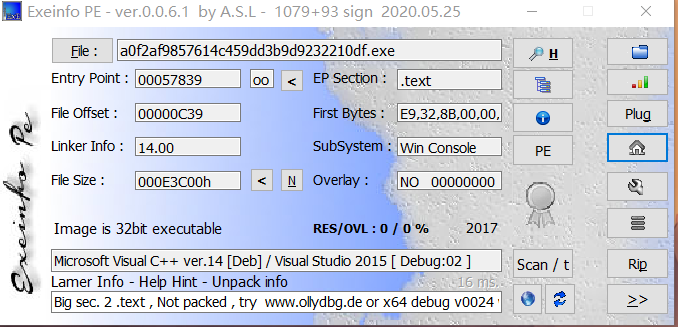 Exeinfo PE - ver.0.0.6.1 by A.S.L - 1079+93 sign 2020.05.25
Exeinfo Pe
File : a0f2af9857614c459dd3b9d9232210df.exe H
Entry Point : 00057839 oo < EP Section : .text
File Offset : 00000C39 First Bytes : E9,32,8B,00,00, Plug
Linker Info : 14.00 SubSystem : Win Console PE
File Size : 000E3C00h < N Overlay : NO 00000000
Image is 32bit executable RES/OVL : 0 / 0 % 2017
Microsoft Visual C++ ver.14 [Deb] / Visual Studio 2015 [ Debug:02 ] Scan / t Rip
Lamer Info - Help Hint - Unpack info 16 ms.
Big sec. 2 .text , Not packed , try www.ollydbg.de or x64 debug v0024 >>